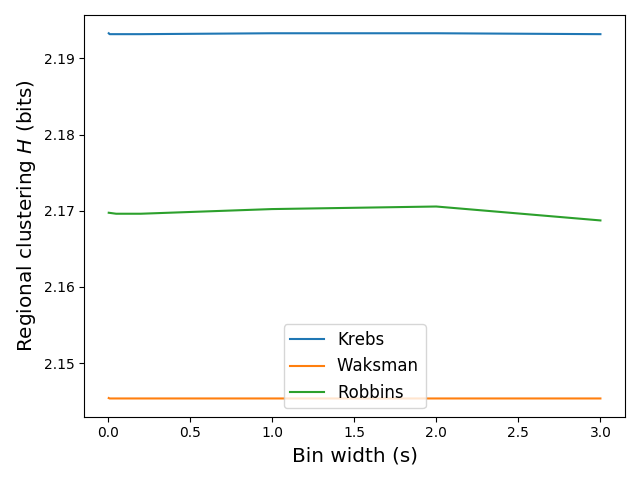 2.19
2.18
2.17
2.16
2.15
Regional clustering H (bits)
Krebs
Waksman
Robbins
0.0 0.5 1.0 1.5 2.0 2.5 3.0
Bin width (s)